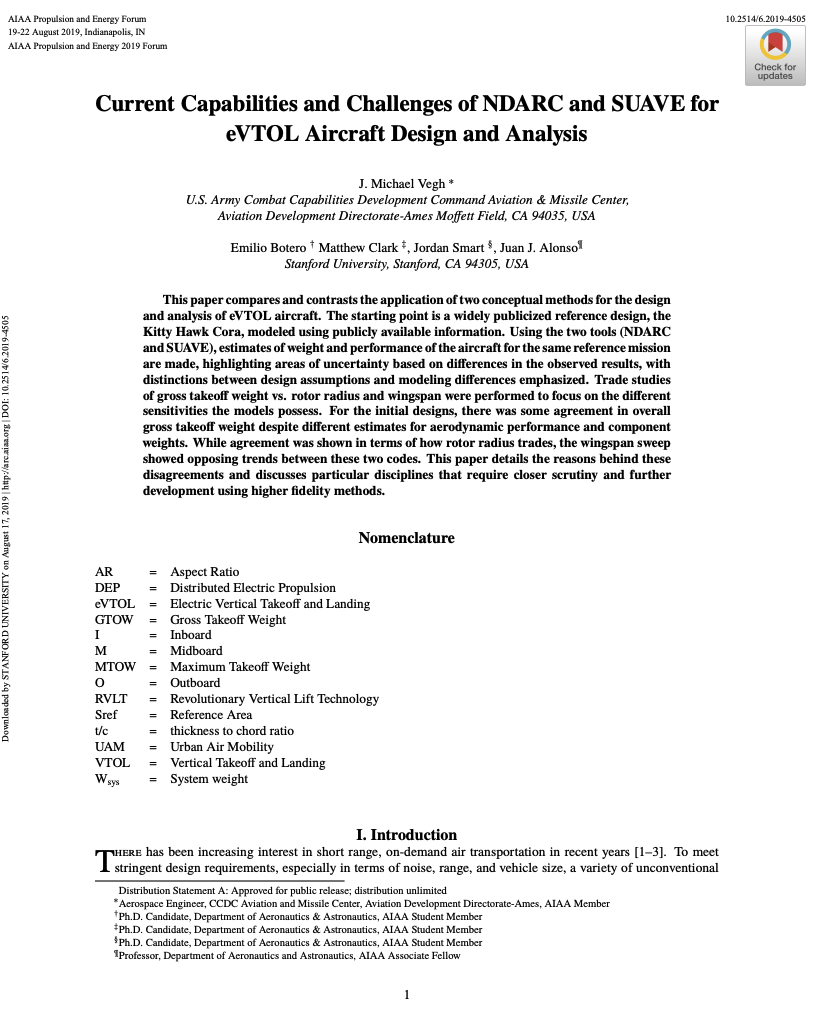 AIAA Propulsion and Energy Forum
19-22 August 2019, Indianapolis, IN
AIAA Propulsion and Energy 2019 Forum
10.2514/6.2019-4505
Check for
updates
Current Capabilities and Challenges of NDARC and SUAVE for
eVTOL Aircraft Design and Analysis
J. Michael Vegh *
U.S. Army Combat Capabilities Development Command Aviation & Missile Center,
Aviation Development Directorate-Ames Moffett Field, CA 94035, USA
Emilio Botero † Matthew Clark ‡, Jordan Smart §, Juan J. Alonso¶
Stanford University, Stanford, CA 94305, USA
This paper compares and contrasts the application of two conceptual methods for the design
and analysis of eVTOL aircraft. The starting point is a widely publicized reference design, the
Kitty Hawk Cora, modeled using publicly available information. Using the two tools (NDARC
and SUAVE), estimates of weight and performance of the aircraft for the same reference mission
are made, highlighting areas of uncertainty based on differences in the observed results, with
distinctions between design assumptions and modeling differences emphasized. Trade studies
of gross takeoff weight vs. rotor radius and wingspan were performed to focus on the different
sensitivities the models possess. For the initial designs, there was some agreement in overall
gross takeoff weight despite different estimates for aerodynamic performance and component
weights. While agreement was shown in terms of how rotor radius trades, the wingspan sweep
showed opposing trends between these two codes. This paper details the reasons behind these
disagreements and discusses particular disciplines that require closer scrutiny and further
development using higher fidelity methods.
Nomenclature
AR = Aspect Ratio
DEP = Distributed Electric Propulsion
eVTOL = Electric Vertical Takeoff and Landing
GTOW = Gross Takeoff Weight
I = Inboard
M = Midboard
MTOW = Maximum Takeoff Weight
O = Outboard
RVLT = Revolutionary Vertical Lift Technology
Sref = Reference Area
t/c = thickness to chord ratio
UAM = Urban Air Mobility
VTOL = Vertical Takeoff and Landing
Wsys = System weight
I. Introduction
THERE has been increasing interest in short range, on-demand air transportation in recent years [1–3]. To meet
stringent design requirements, especially in terms of noise, range, and vehicle size, a variety of unconventional
Distribution Statement A: Approved for public release; distribution unlimited
*Aerospace Engineer, CCDC Aviation and Missile Center, Aviation Development Directorate-Ames, AIAA Member
†Ph.D. Candidate, Department of Aeronautics & Astronautics, AIAA Student Member
‡Ph.D. Candidate, Department of Aeronautics & Astronautics, AIAA Student Member
§Ph.D. Candidate, Department of Aeronautics & Astronautics, AIAA Student Member
¶Professor, Department of Aeronautics and Astronautics, AIAA Associate Fellow
1
Downloaded by STANFORD UNIVERSITY on August 17, 2019 | http://arc.aiaa.org | DOI: 10.2514/6.2019-4505